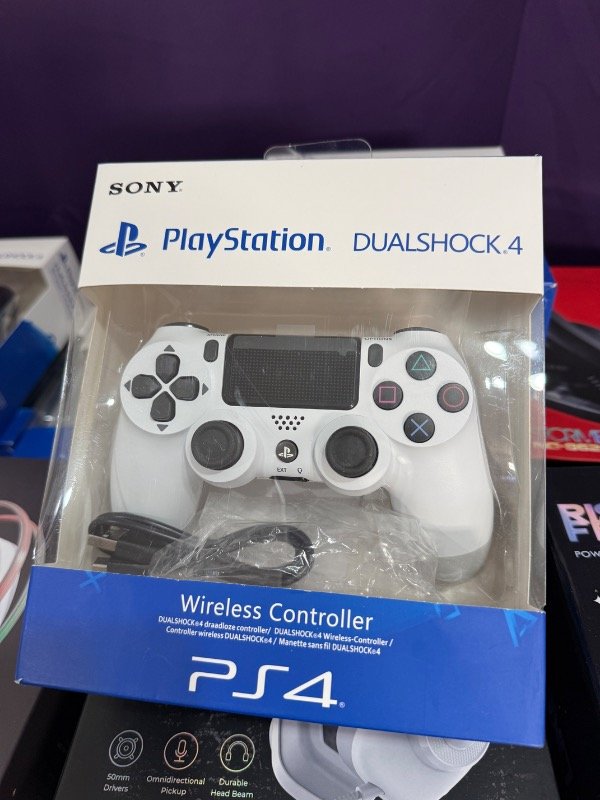 SONY
PlayStation® DUALSHOCK®4
OPTIONS
EXT
Wireless Controller
DUALSHOCK®4 draadloze controller/ DUALSHOCK®4 Wireless-Controller /
Controller wireless DUALSHOCK®4 / Manette sans fil DUALSHOCK®4
PS4®
50mm
Drivers
Omnidirectional
Pickup
Durable
Head Beam
POW